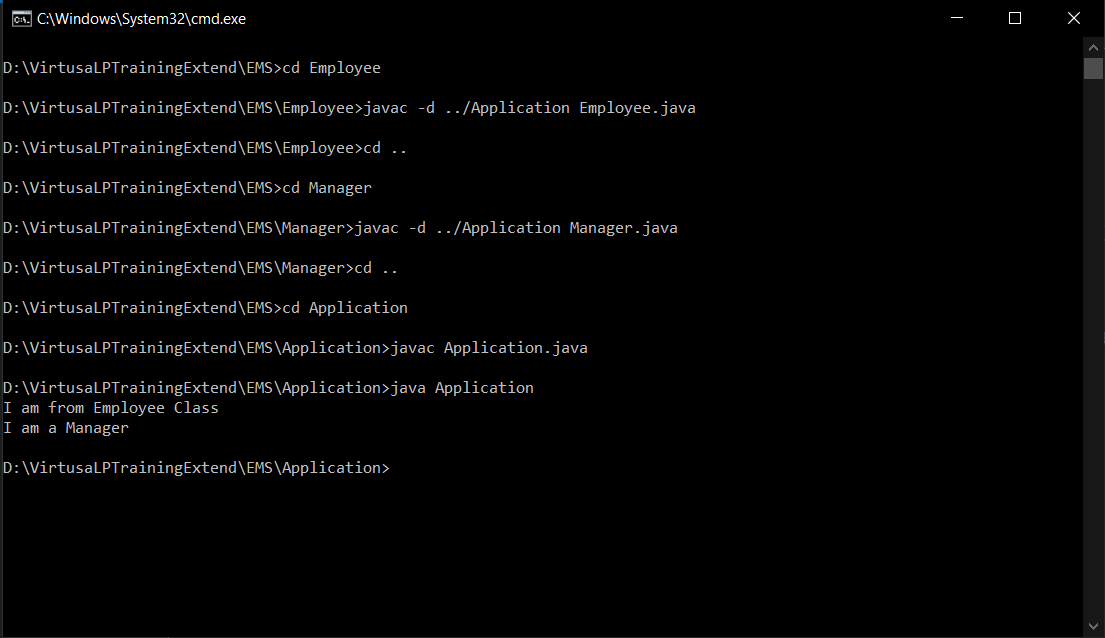 C:\Windows\System32\cmd.exe
D:\VirtusaLPTrainingExtend\EMS>cd Employee
D:\VirtusaLPTrainingExtend\EMS\Employee>javac -d ../Application Employee.java
D:\VirtusaLPTrainingExtend\EMS\Employee>cd ..
D:\VirtusaLPTrainingExtend\EMS>cd Manager
D:\VirtusaLPTrainingExtend\EMS\Manager>javac -d ../Application Manager.java
D:\VirtusaLPTrainingExtend\EMS\Manager>cd ..
D:\VirtusaLPTrainingExtend\EMS>cd Application
D:\VirtusaLPTrainingExtend\EMS\Application>javac Application.java
D:\VirtusaLPTrainingExtend\EMS\Application>java Application
I am from Employee Class
I am a Manager
D:\VirtusaLPTrainingExtend\EMS\Application>